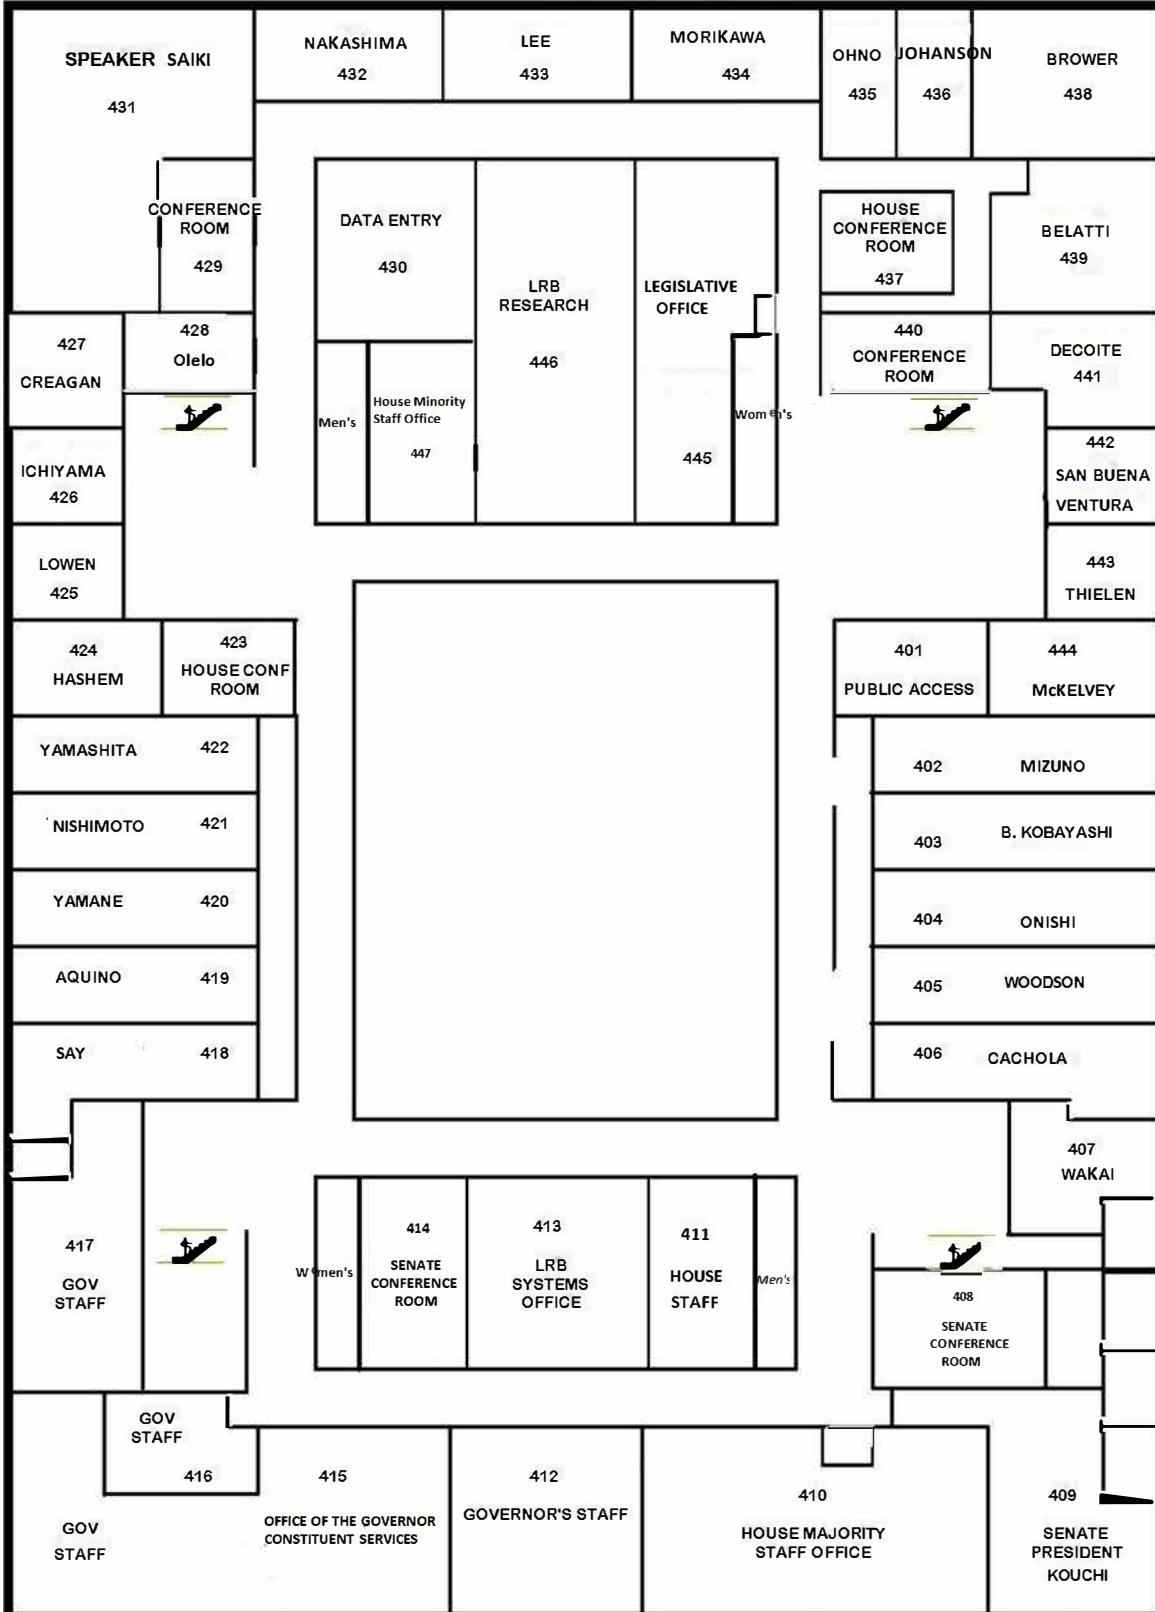 SPEAKER SAIKI
431
NAKASHIMA
432
LEE
433
MORIKAWA
434
OHNO
435
JOHANSON
436
BROWER
438
CONFERENCE
ROOM
429
DATA ENTRY
430
LRB
RESEARCH
446
LEGISLATIVE
OFFICE
445
HOUSE
CONFERENCE
ROOM
437
BELATTI
439
427
CREAGAN
428
Olelo
Men's
House Minority
Staff Office
447
Women's
440
CONFERENCE
ROOM
DECOITE
441
ICHIYAMA
426
442
SAN BUENA
VENTURA
LOWEN
425
443
THIELEN
424
HASHEM
423
HOUSE CONF
ROOM
401
PUBLIC ACCESS
444
McKELVEY
YAMASHITA 422
402 MIZUNO
NISHIMOTO 421
403 B. KOBAYASHI
YAMANE 420
404 ONISHI
AQUINO 419
405 WOODSON
SAY 418
406 CACHOLA
407
WAKAI
417
GOV
STAFF
Women's
414
SENATE
CONFERENCE
ROOM
413
LRB
SYSTEMS
OFFICE
411
HOUSE
STAFF
Men's
408
SENATE
CONFERENCE
ROOM
GOV
STAFF
416
GOV
STAFF
415
OFFICE OF THE GOVERNOR
CONSTITUENT SERVICES
412
GOVERNOR'S STAFF
410
HOUSE MAJORITY
STAFF OFFICE
409
SENATE
PRESIDENT
KOUCHI